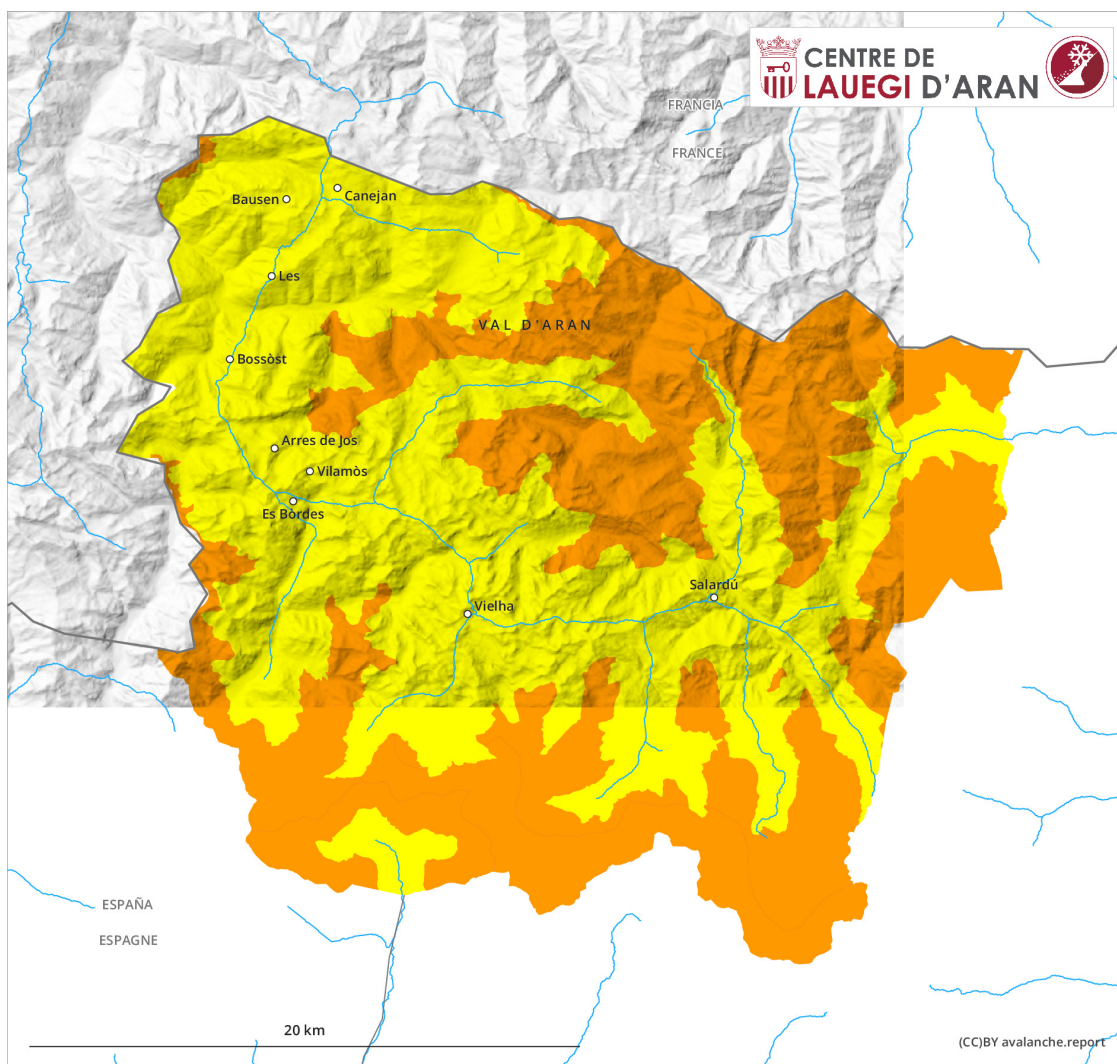 CENTRE DE
LAUEGI D'ARAN
FRANCIA
FRANCE
Bausen
Canejan
Les
VAL D'ARAN
Bossòst
Arres de Jos
Vilamòs
Es Bòrdes
Salardú
Vielha
ESPAÑA
ESPAGNE
20 km
(CC)BY avalanche.report